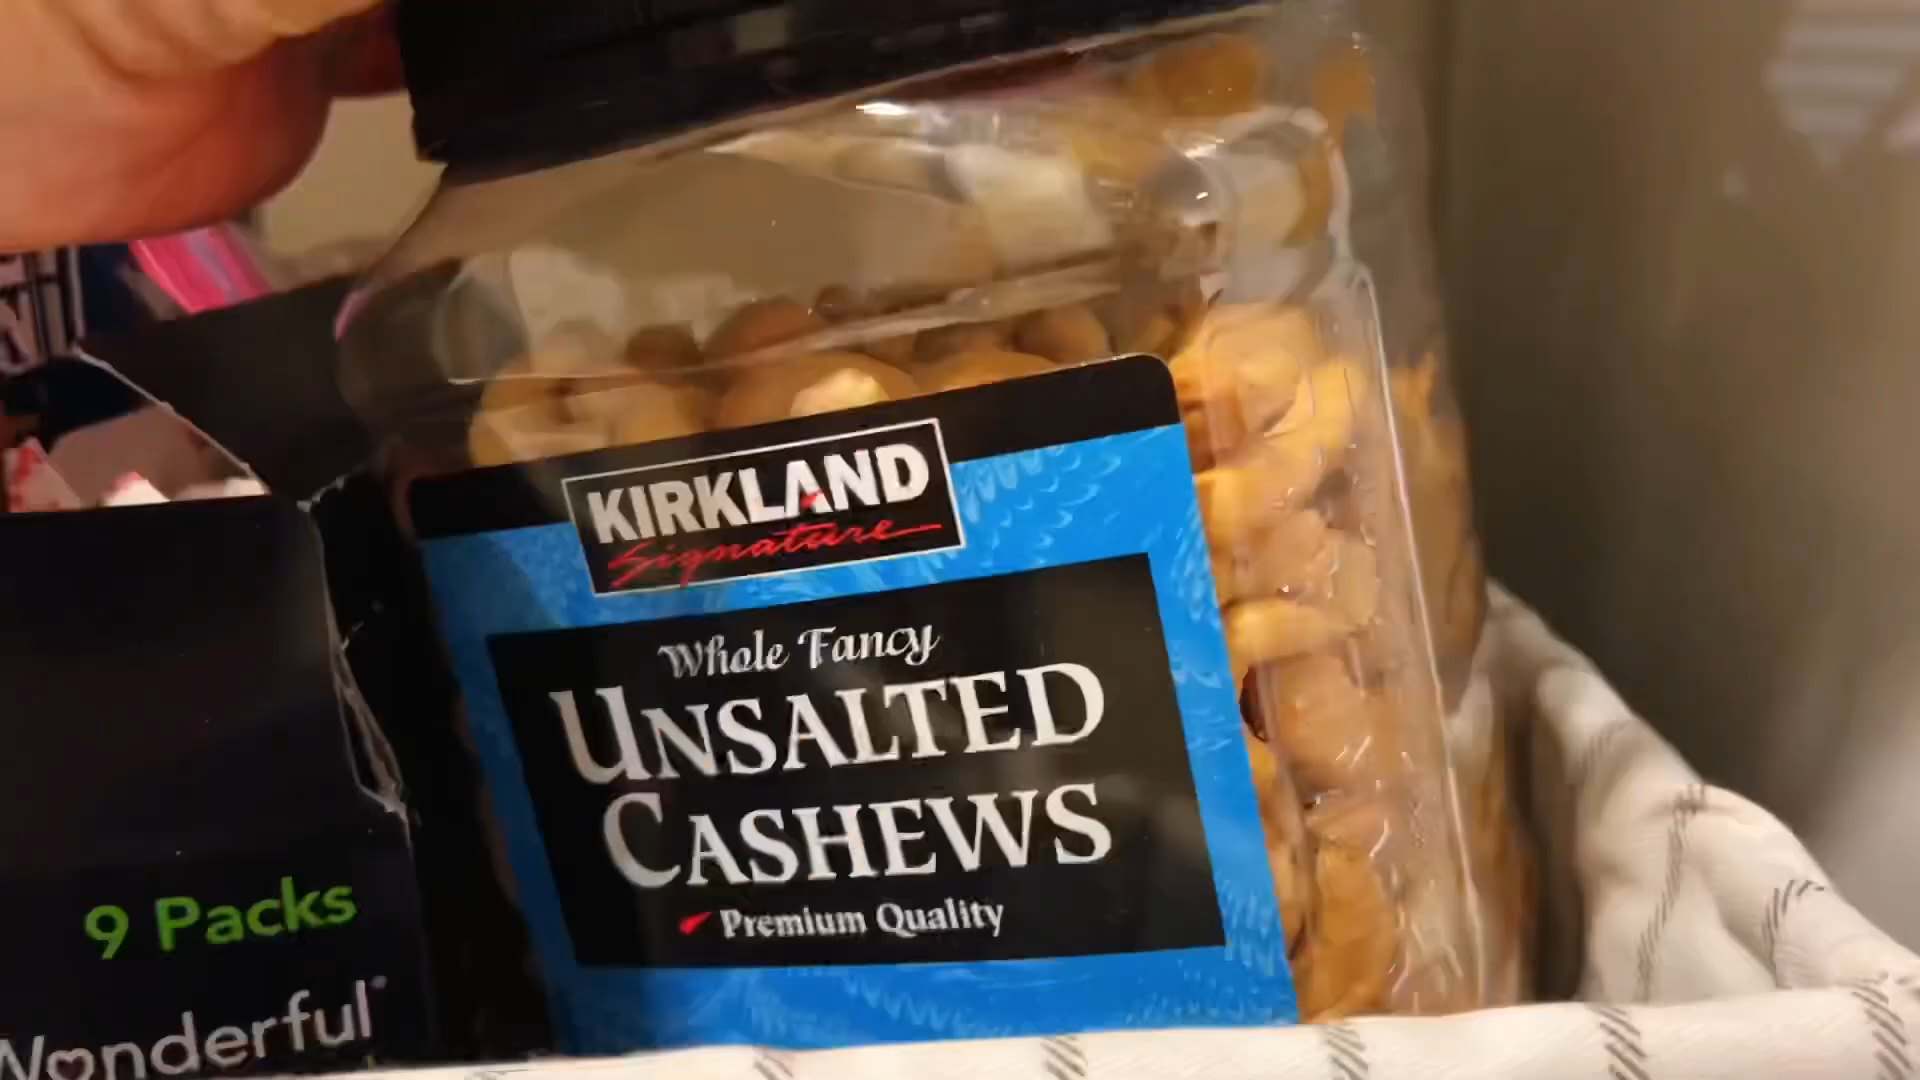 KIRKLAND
Signature
Whole Fancy
UNSALTED
CASHEWS
Premium Quality
9 Packs
Wonderful